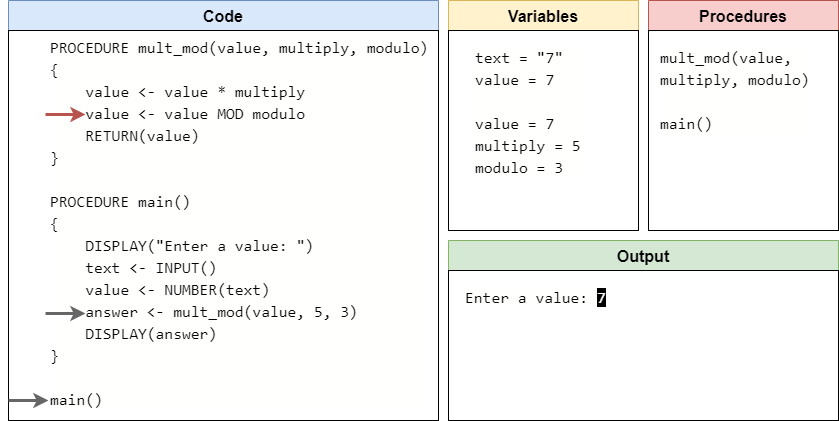 Code
PROCEDURE mult_mod(value, multiply, modulo)
{
value <- value * multiply
value <- value MOD modulo
RETURN(value)
}
PROCEDURE main()
{
DISPLAY("Enter a value: ")
text <- INPUT()
value <- NUMBER(text)
answer <- mult_mod(value, 5, 3)
DISPLAY(answer)
}
main()
Variables
text = "7"
value = 7
value = 7
multiply = 5
modulo = 3
Procedures
mult_mod(value,
multiply, modulo)
main()
Output
Enter a value: 7